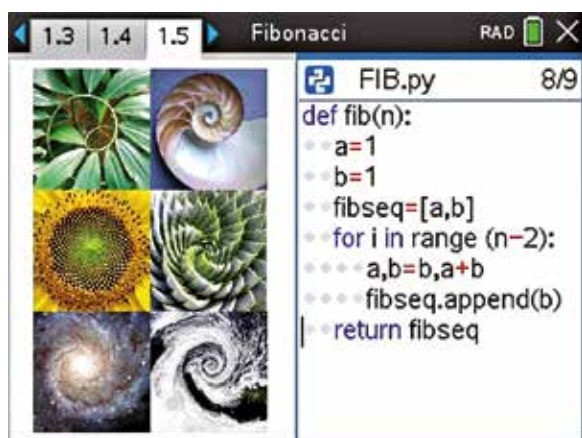 1.3 1.4 1.5 Fibonacci RAD
FIB.py 8/9
def fib(n):
a=1
b=1
fibseq=[a,b]
for i in range (n-2):
a,b=b,a+b
fibseq.append(b)
return fibseq